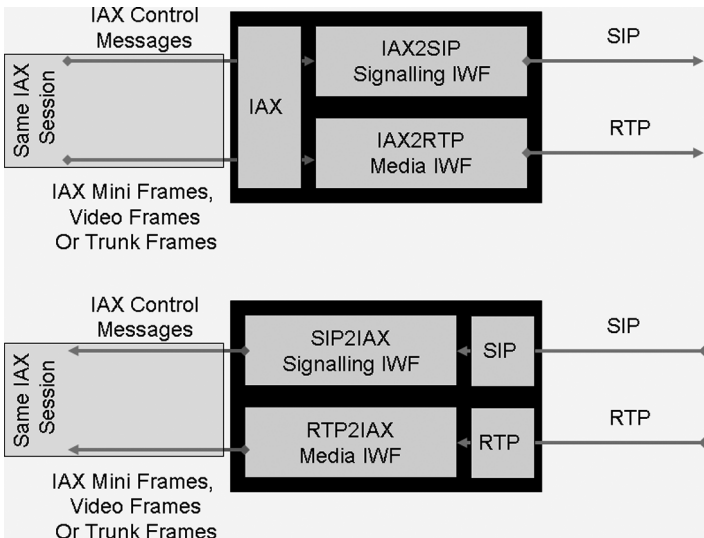 IAX Control
Messages
SIP
IAX2SIP
Signalling IWF
Same IAX
Session
IAX
RTP
IAX2RTP
Media IWF
IAX Mini Frames,
Video Frames
Or Trunk Frames
IAX Control
Messages
SIP
SIP2IAX
Signalling IWF
SIP
Same IAX
Session
RTP
RTP2IAX
Media IWF
RTP
IAX Mini Frames,
Video Frames
Or Trunk Frames